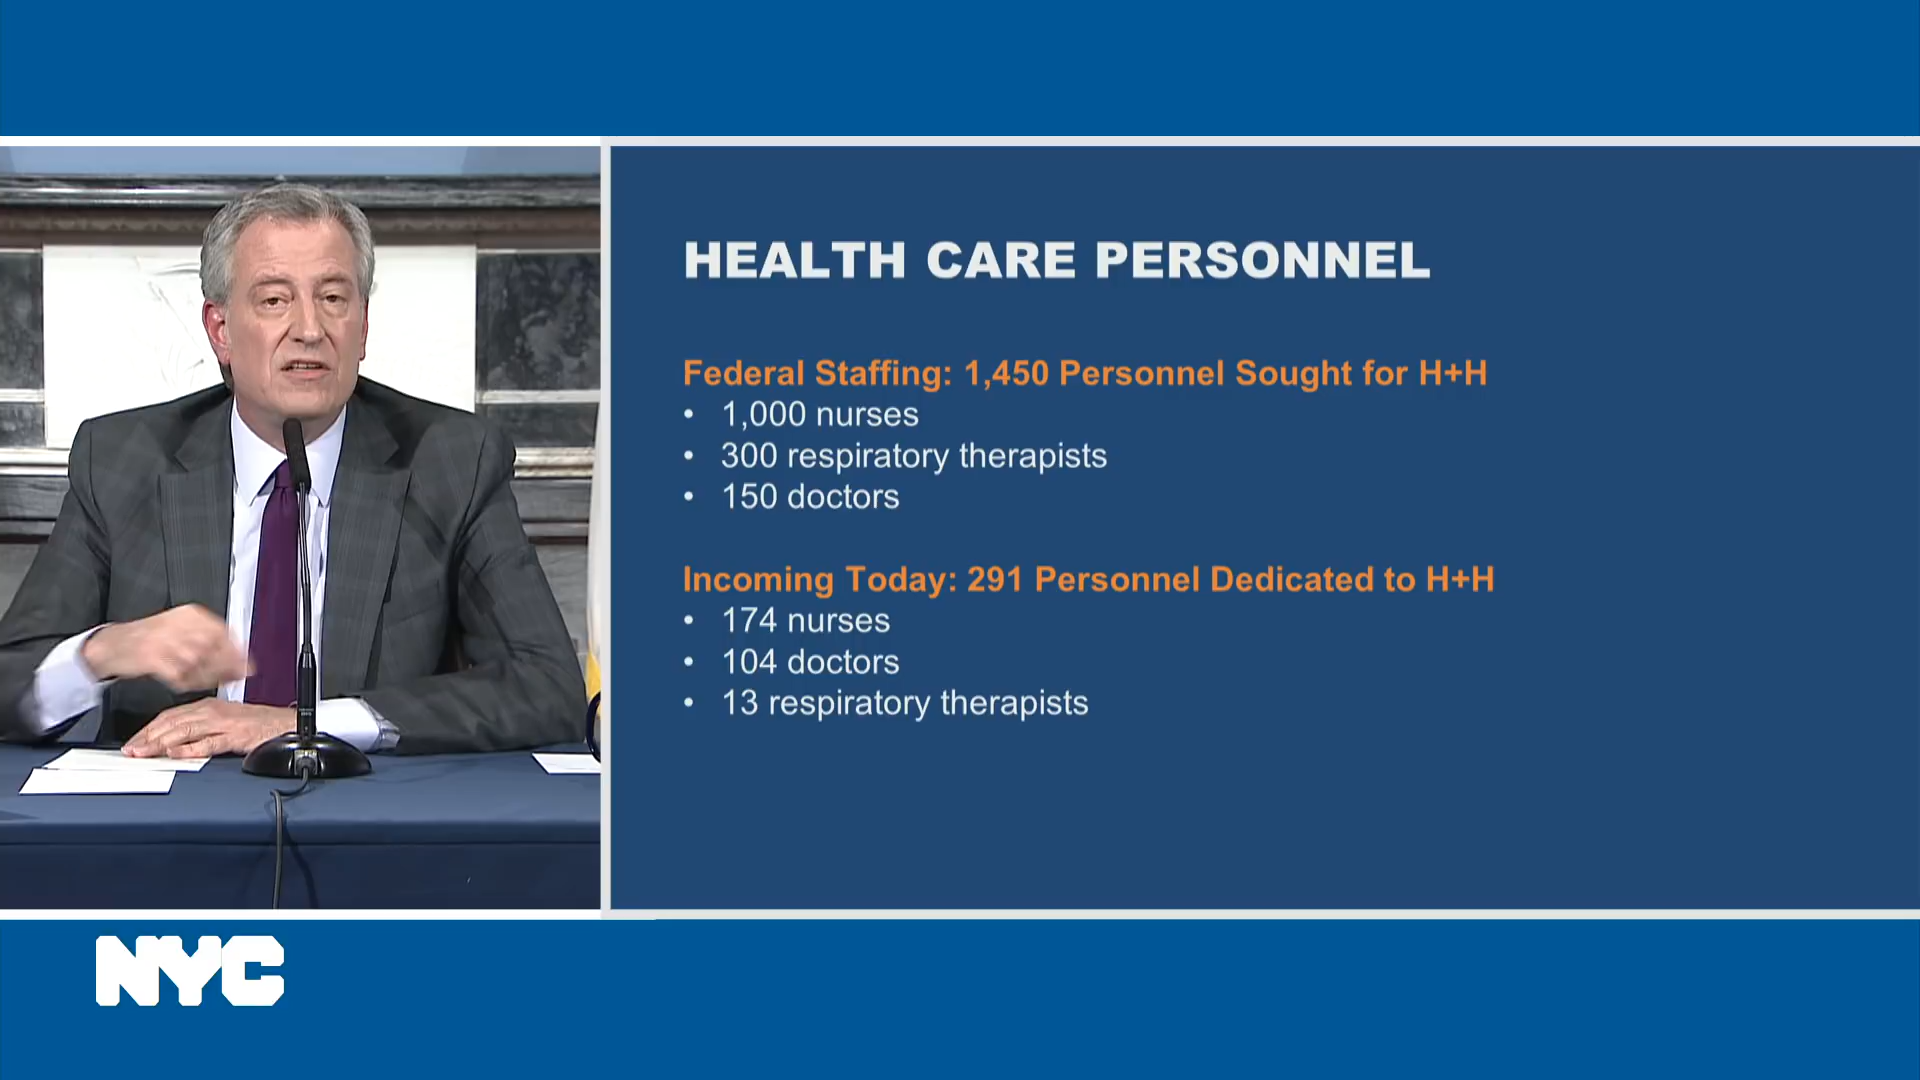 HEALTH CARE PERSONNEL
Federal Staffing: 1,450 Personnel Sought for H+H
• 1,000 nurses
• 300 respiratory therapists
• 150 doctors
Incoming Today: 291 Personnel Dedicated to H+H
• 174 nurses
• 104 doctors
• 13 respiratory therapists
NYC